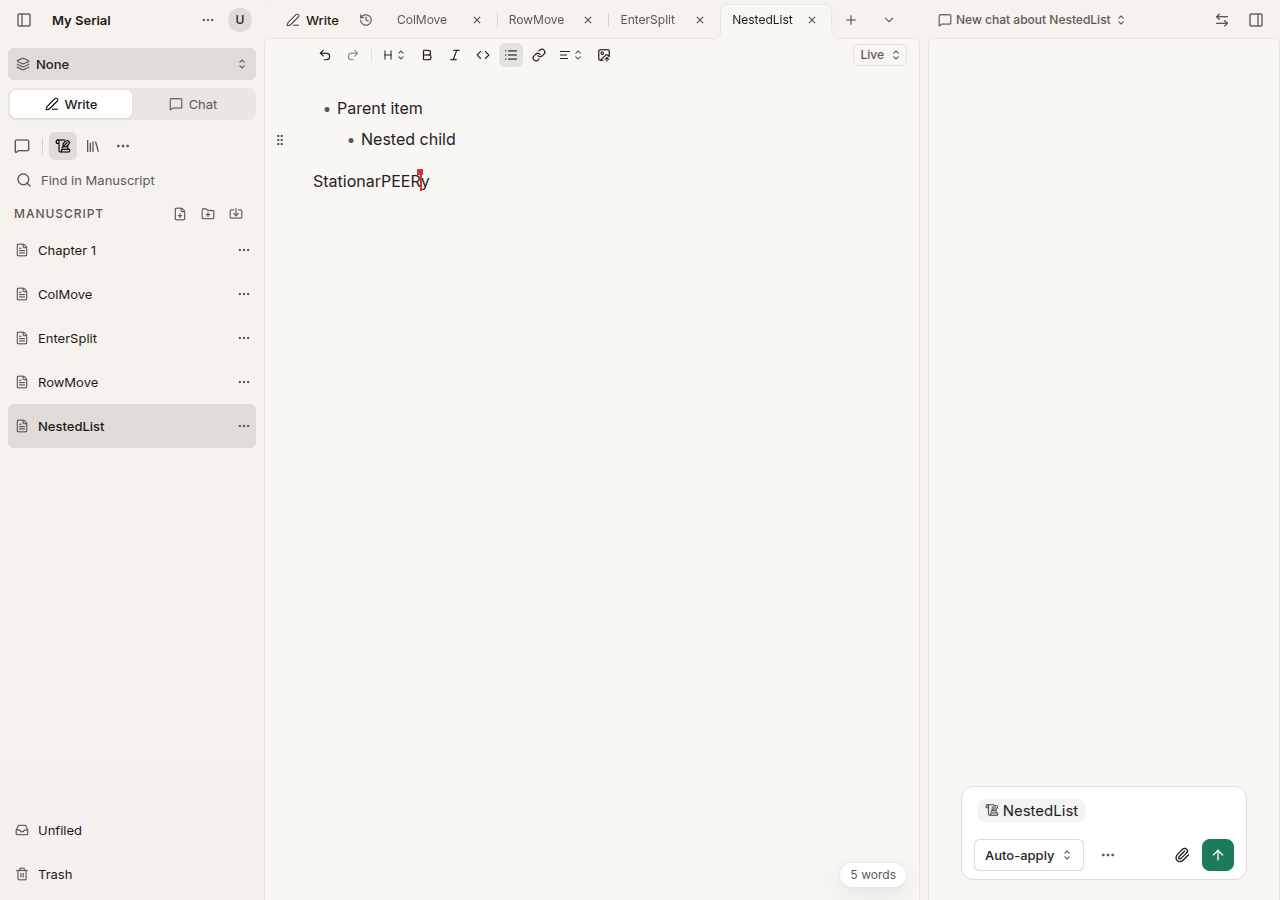 My Serial
U
None
Write
Chat
Find in Manuscript
MANUSCRIPT
Chapter 1
ColMove
EnterSplit
RowMove
NestedList
Unfiled
Trash
Write
ColMove
RowMove
EnterSplit
NestedList
H
B
I
Live
Parent item
Nested child
StationarPEERy
5 words
New chat about NestedList
NestedList
Auto-apply